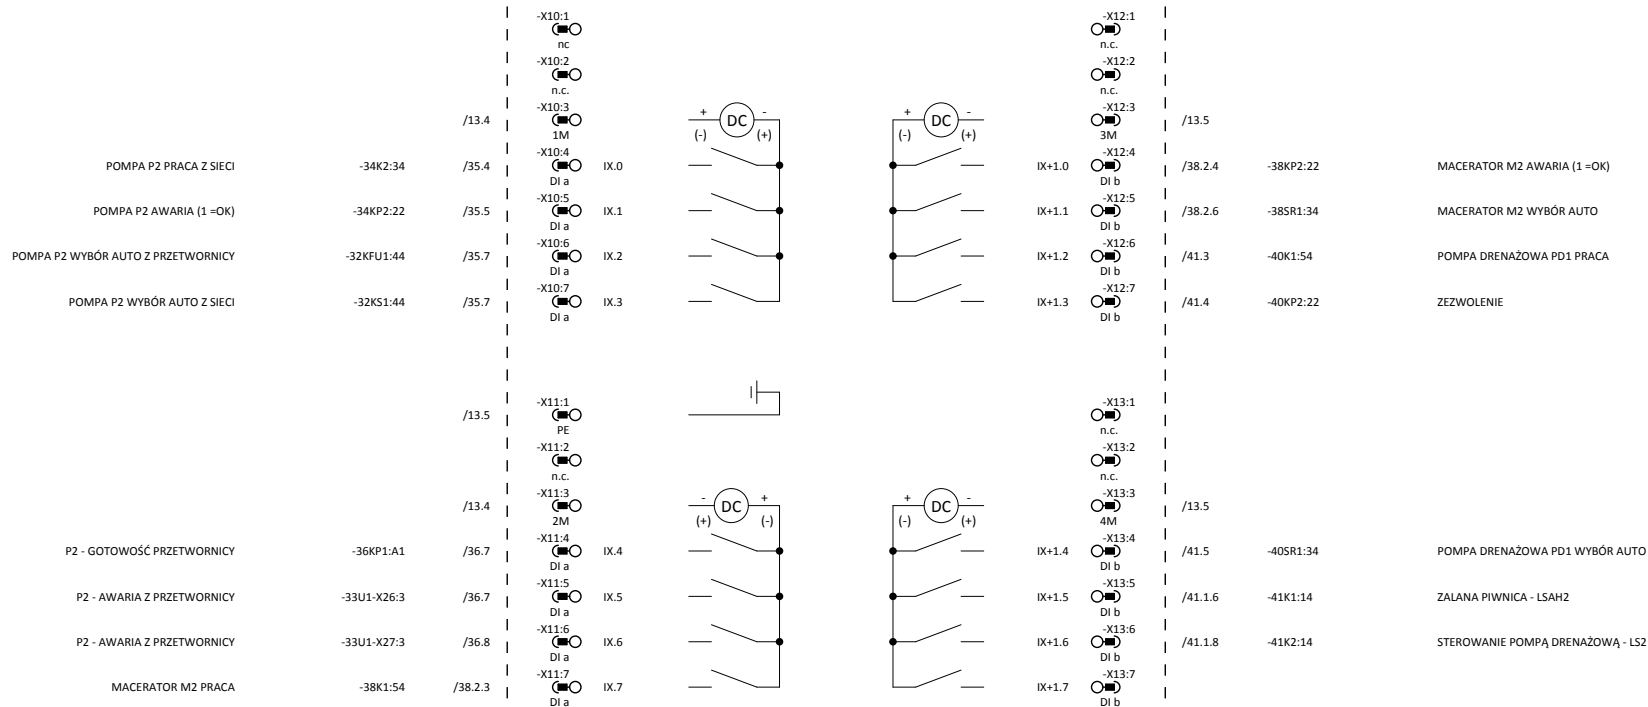 -X10:1
nc
-X10:2
n.c.
-X10:3
/13.4
1M
+ DC -
(-) (+)
POMPA P2 PRACA Z SIECI -34K2:34 /35.4 -X10:4 IX.0
DI a
POMPA P2 AWARIA (1 =OK) -34KP2:22 /35.5 -X10:5 IX.1
DI a
POMPA P2 WYBÓR AUTO Z PRZETWORNICY -32KFU1:44 /35.7 -X10:6 IX.2
DI a
POMPA P2 WYBÓR AUTO Z SIECI -32KS1:44 /35.7 -X10:7 IX.3
DI a
-X12:1
n.c.
-X12:2
n.c.
-X12:3
/13.5
3M
+ DC -
(-) (+)
IX+1.0 -X12:4 /38.2.4 -38KP2:22 MACERATOR M2 AWARIA (1 =OK)
DI b
IX+1.1 -X12:5 /38.2.6 -38SR1:34 MACERATOR M2 WYBÓR AUTO
DI b
IX+1.2 -X12:6 /41.3 -40K1:54 POMPA DRENAŻOWA PD1 PRACA
DI b
IX+1.3 -X12:7 /41.4 -40KP2:22 ZEZWOLENIE
DI b
-X11:1
/13.5
PE
-X11:2
n.c.
-X11:3
/13.4
2M
- DC +
(+) (-)
P2 - GOTOWOŚĆ PRZETWORNICY -36KP1:A1 /36.7 -X11:4 IX.4
DI a
P2 - AWARIA Z PRZETWORNICY -33U1-X26:3 /36.7 -X11:5 IX.5
DI a
P2 - AWARIA Z PRZETWORNICY -33U1-X27:3 /36.8 -X11:6 IX.6
DI a
MACERATOR M2 PRACA -38K1:54 /38.2.3 -X11:7 IX.7
DI a
-X13:1
n.c.
-X13:2
n.c.
-X13:3
/13.5
4M
+ DC -
(-) (+)
IX+1.4 -X13:4 /41.5 -40SR1:34 POMPA DRENAŻOWA PD1 WYBÓR AUTO
DI b
IX+1.5 -X13:5 /41.1.6 -41K1:14 ZALANA PIWNICA - LSAH2
DI b
IX+1.6 -X13:6 /41.1.8 -41K2:14 STEROWANIE POMPĄ DRENAŻOWĄ - LS2
DI b
IX+1.7 -X13:7
DI b